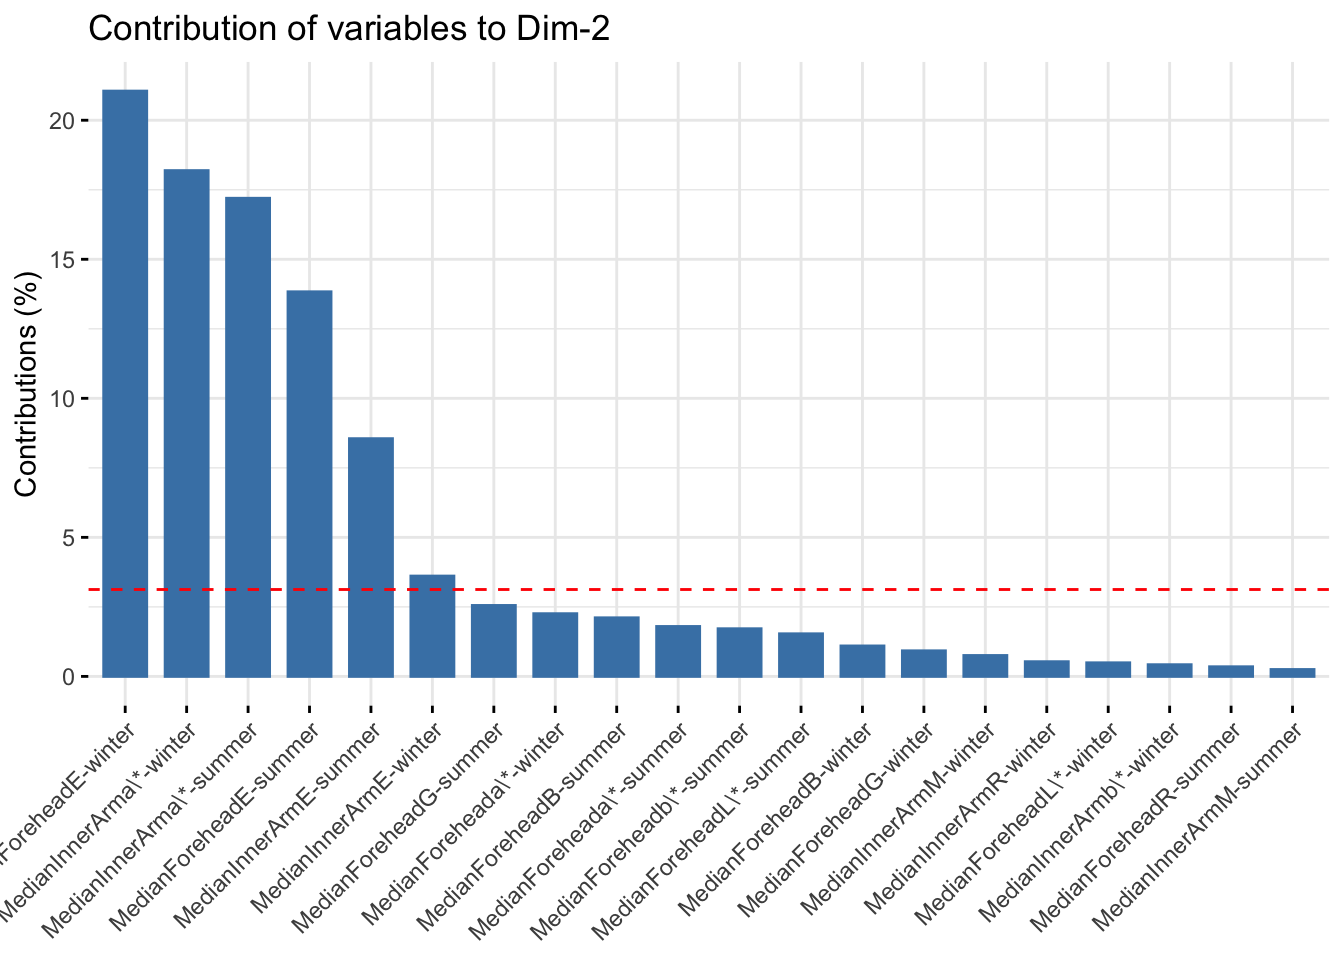 Contribution of variables to Dim-2
Contributions (%)
20
15
10
5
0
ForeheadE-winter
MedianInnerArma\*-winter
MedianInnerArma\*-summer
MedianForeheadE-summer
MedianInnerArmE-summer
MedianInnerArmE-winter
MedianForeheadG-summer
MedianForeheada\*-winter
MedianForeheadB-summer
MedianForeheada\*-summer
MedianForeheadb\*-summer
MedianForeheadL\*-summer
MedianForeheadB-winter
MedianForeheadG-winter
MedianInnerArmM-winter
MedianInnerArmR-winter
MedianForeheadL\*-winter
MedianInnerArmb\*-winter
MedianForeheadR-summer
MedianInnerArmM-summer